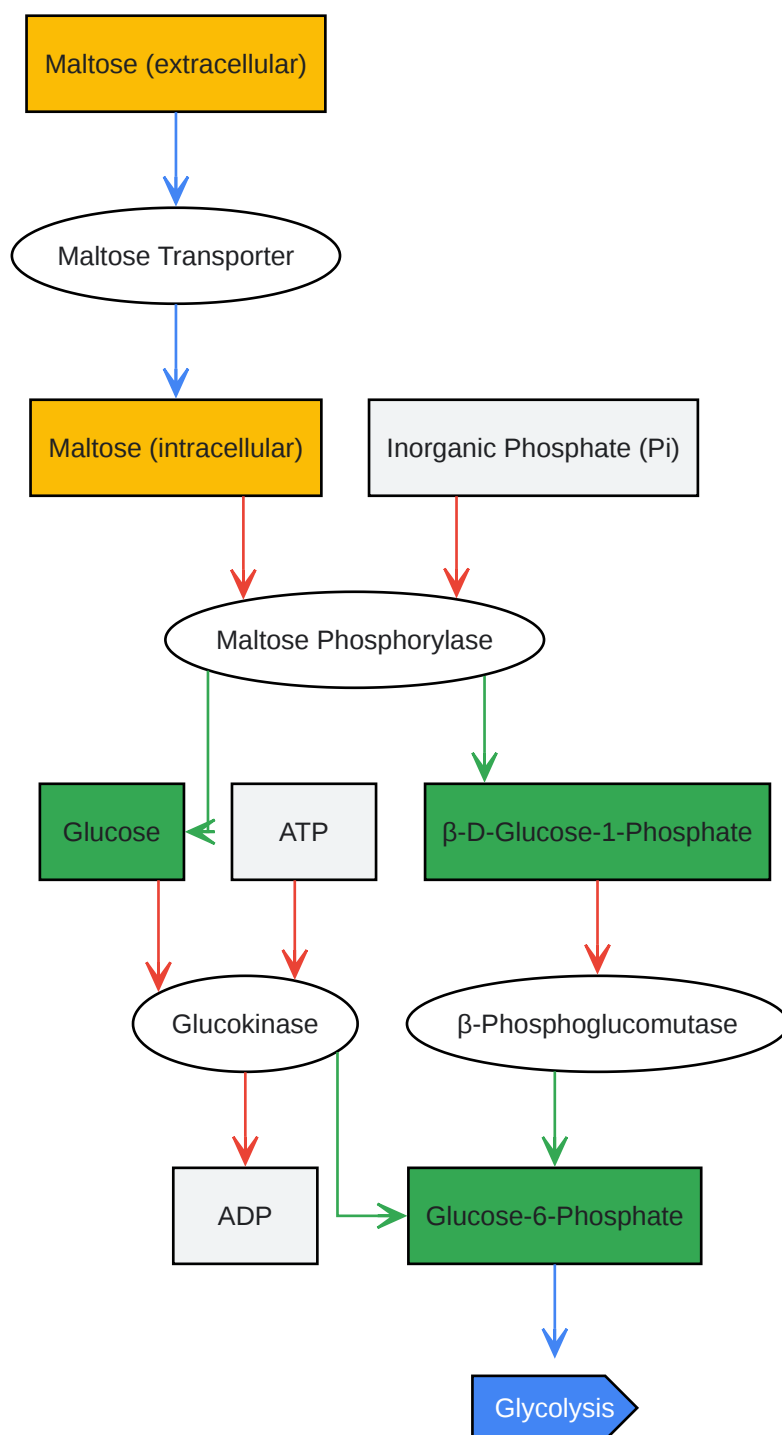 Maltose (extracellular)
Maltose Transporter
Maltose (intracellular)
Inorganic Phosphate (Pi)
Maltose Phosphorylase
Glucose
ATP
β-D-Glucose-1-Phosphate
Glucokinase
β-Phosphoglucomutase
ADP
Glucose-6-Phosphate
Glycolysis